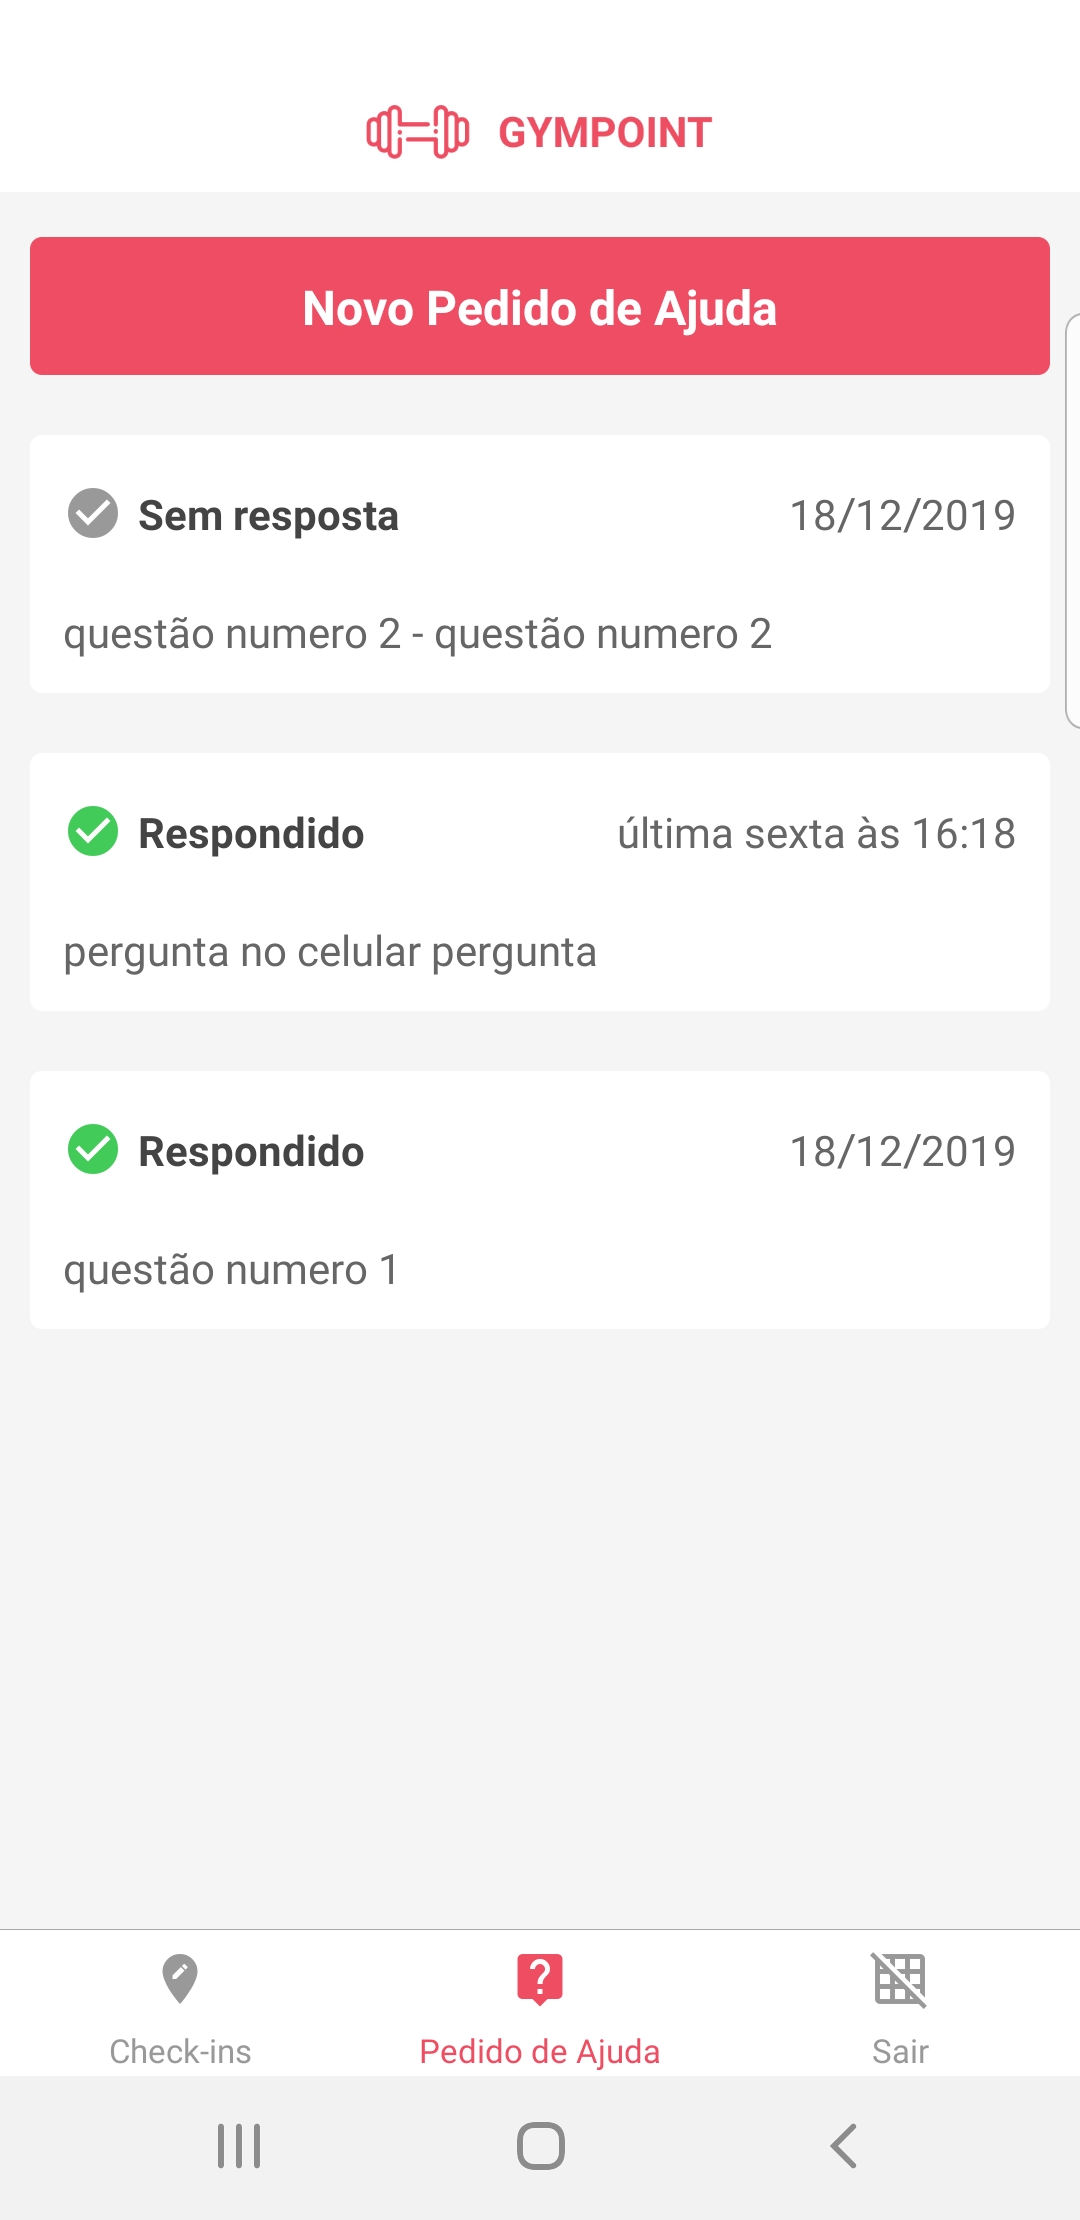 GYMPOINT
Novo Pedido de Ajuda
Sem resposta 18/12/2019
questão numero 2 - questão numero 2
Respondido última sexta às 16:18
pergunta no celular pergunta
Respondido 18/12/2019
questão numero 1
?
Check-ins Pedido de Ajuda Sair